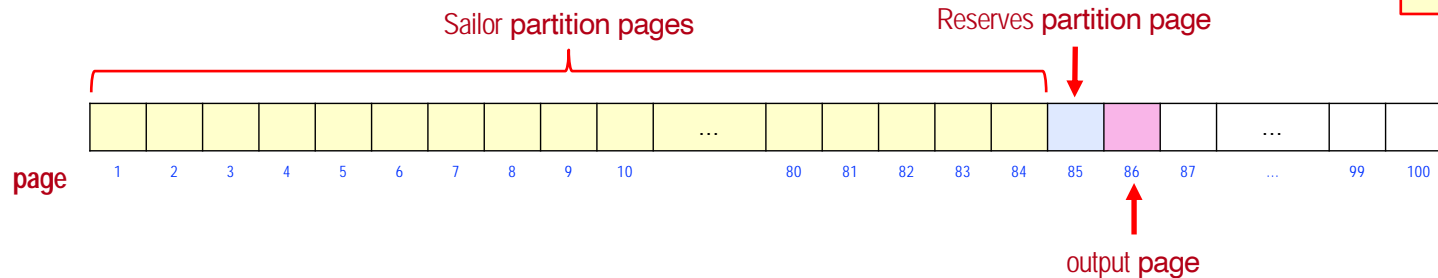 Sailor partition pages
Reserves partition page
... ...
page 1 2 3 4 5 6 7 8 9 10 80 81 82 83 84 85 86 87 ... 99 100
output page